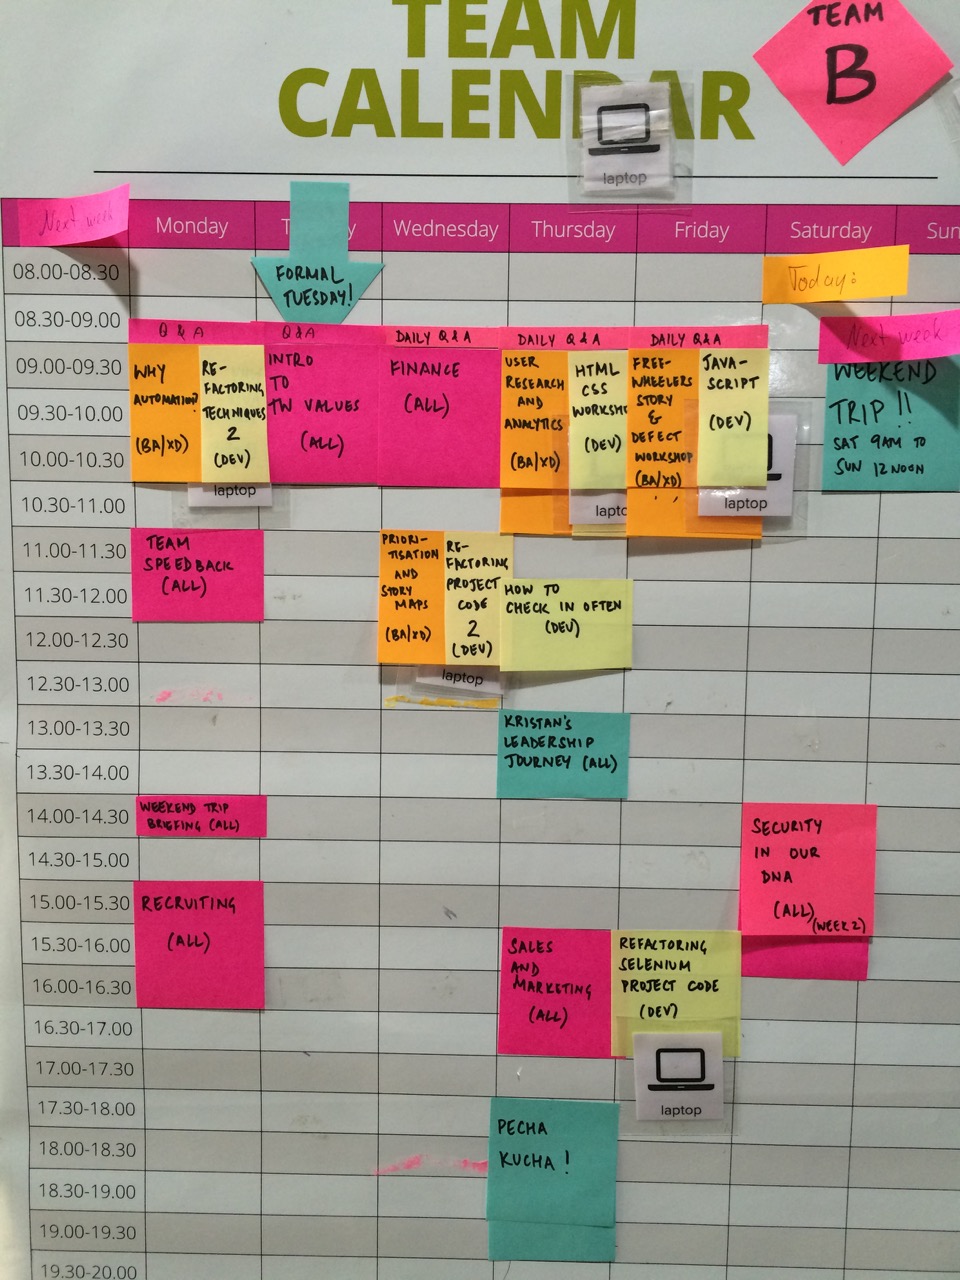 TEAM
CALENDAR
TEAM
B
laptop
Next week
Monday
Wednesday
Thursday
Friday
Saturday
Sun
FORMAL
TUESDAY!
Today:
Next week
08.00-08.30
08.30-09.00
09.00-09.30
09.30-10.00
10.00-10.30
10.30-11.00
11.00-11.30
11.30-12.00
12.00-12.30
12.30-13.00
13.00-13.30
13.30-14.00
14.00-14.30
14.30-15.00
15.00-15.30
15.30-16.00
16.00-16.30
16.30-17.00
17.00-17.30
17.30-18.00
18.00-18.30
18.30-19.00
19.00-19.30
19.30-20.00
Q & A
WHY
AUTOMATION?
(BA/XD)
RE-
FACTORING
TECHNIQUES
2
(DEV)
laptop
TEAM
SPEEDBACK
(ALL)
WEEKEND TRIP
BRIEFING (ALL)
RECRUITING
(ALL)
Q & A
INTRO
TO
TW VALUES
(ALL)
DAILY Q & A
FINANCE
(ALL)
PRIORI-
TISATION
AND
STORY
MAPS
(BA/XD)
RE-
FACTORING
PROJECT
CODE
2
(DEV)
laptop
DAILY Q & A
USER
RESEARCH
AND
ANALYTICS
(BA/XD)
HTML
CSS
WORKSHO
(DEV)
lapto
HOW TO
CHECK IN OFTEN
(DEV)
KRISTAN'S
LEADERSHIP
JOURNEY (ALL)
SALES
AND
MARKETING
(ALL)
PECHA
KUCHA !
DAILY Q & A
FREE-
WHEELERS
STORY
&
DEFECT
WORKSHOP
(BA/XD)
JAVA-
SCRIPT
(DEV)
laptop
REFACTORING
SELENIUM
PROJECT CODE
(DEV)
laptop
SECURITY
IN OUR
DNA
(ALL)
(WEEK 2)
WEEKEND
TRIP !!
SAT 9AM TO
SUN 12 NOON